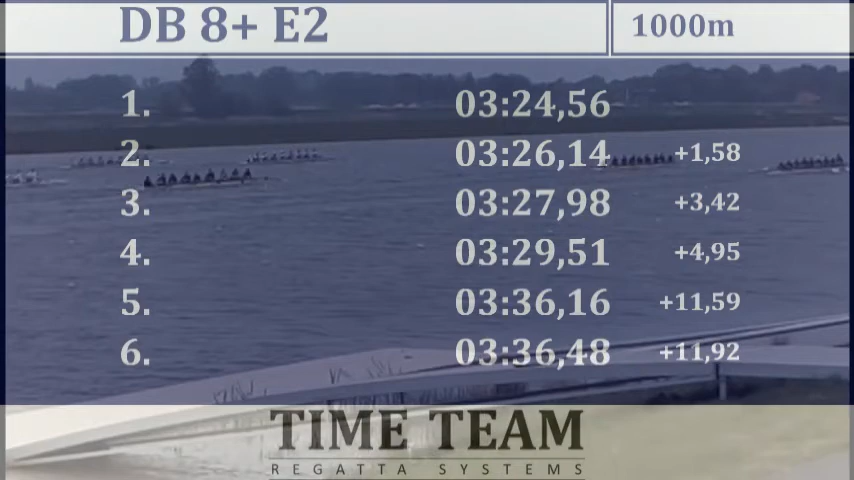 DB 8+ E2 1000m
1. 03:24,56
2. 03:26,14 +1,58
3. 03:27,98 +3,42
4. 03:29,51 +4,95
5. 03:36,16 +11,59
6. 03:36,48 +11,92
TIME TEAM
REGATTA SYSTEMS